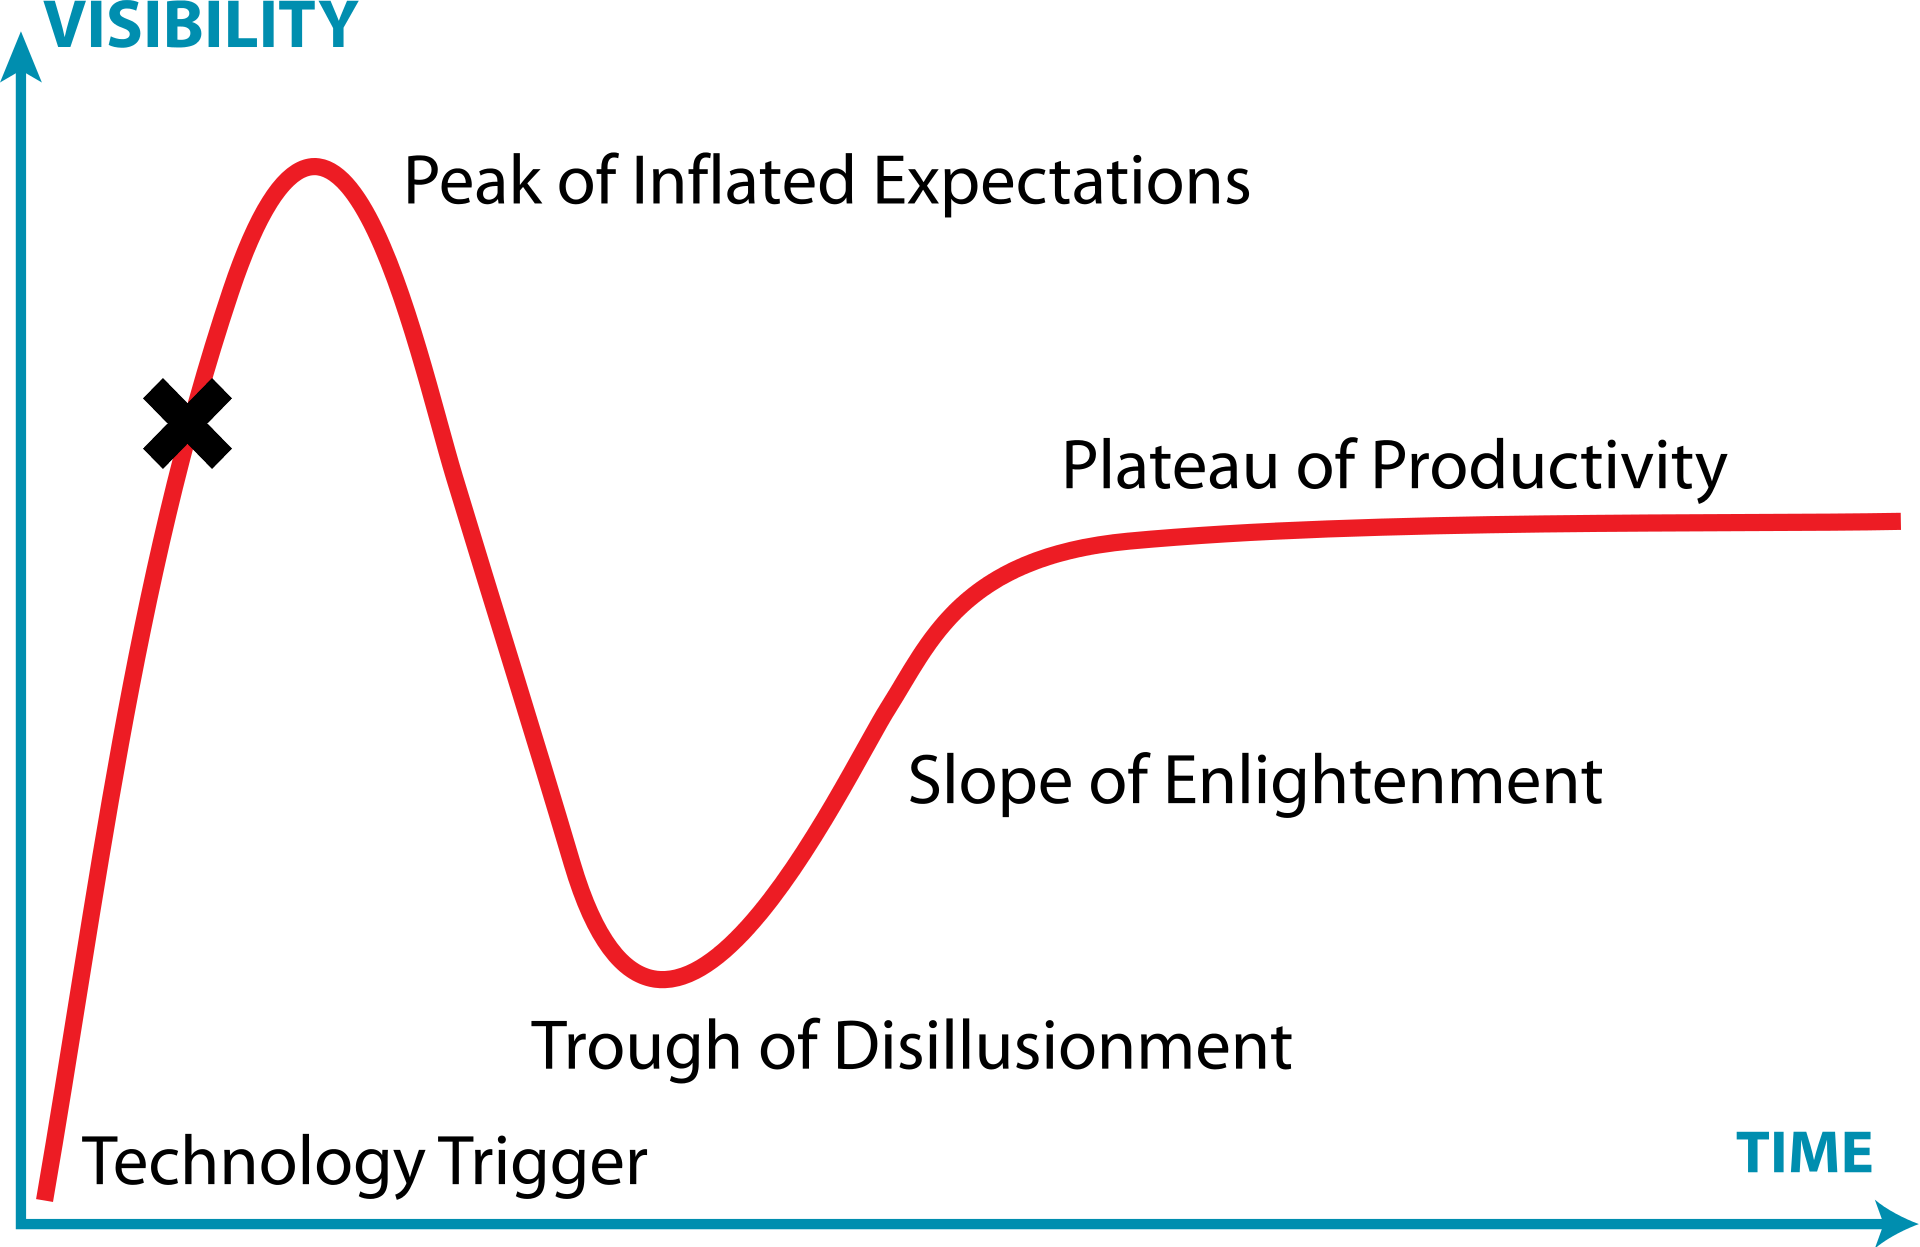 VISIBILITY
Peak of Inflated Expectations
Plateau of Productivity
Slope of Enlightenment
Trough of Disillusionment
Technology Trigger
TIME